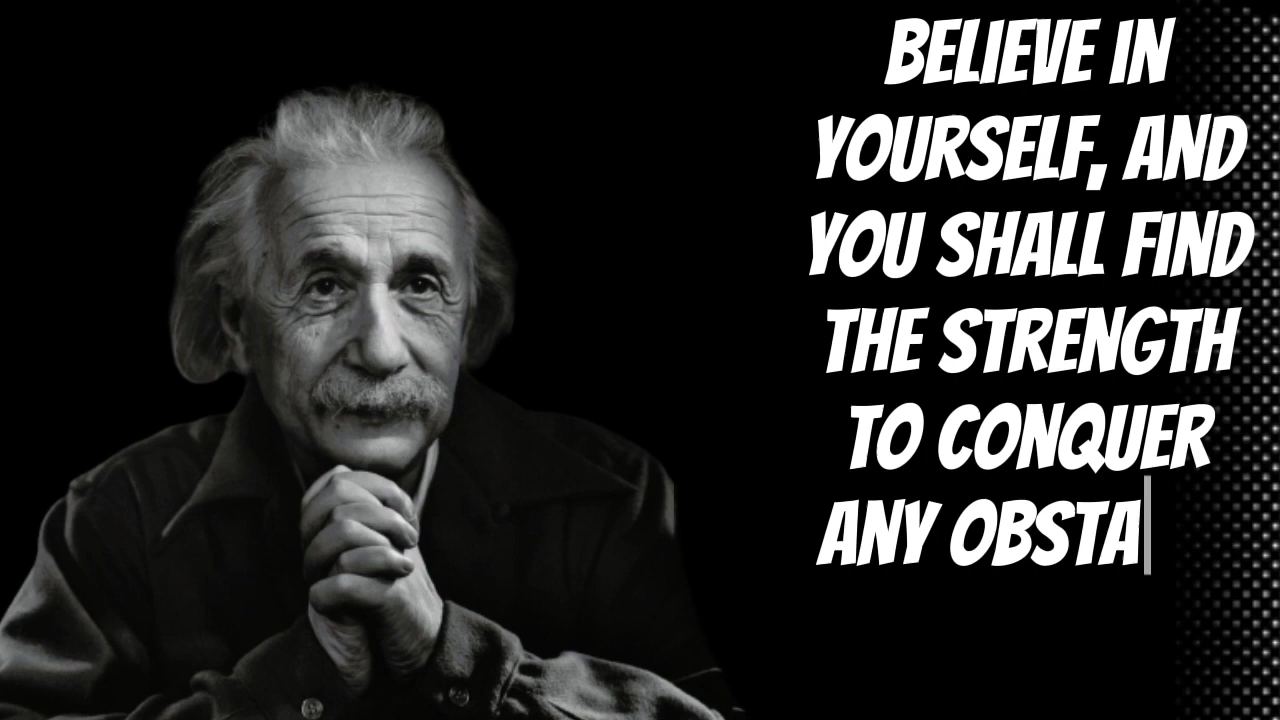 BELIEVE IN
YOURSELF, AND
YOU SHALL FIND
THE STRENGTH
TO CONQUER
ANY OBSTA